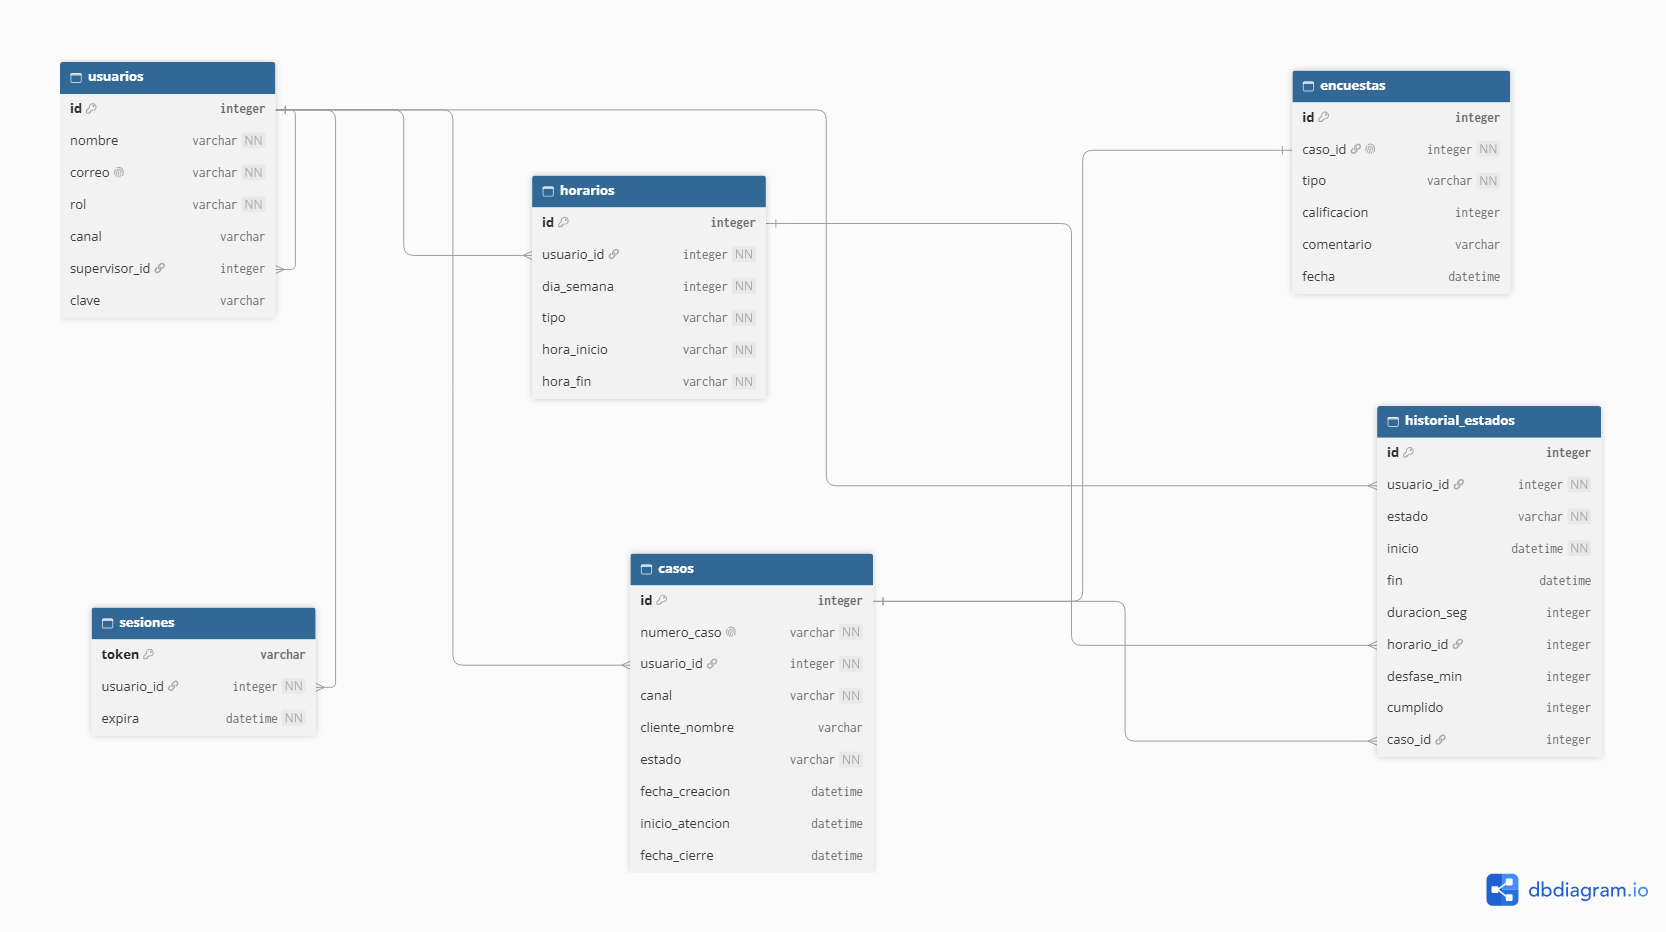 usuarios
id integer
nombre varchar NN
correo varchar NN
rol varchar NN
canal varchar
supervisor_id integer
clave varchar
encuestas
id integer
caso_id integer NN
tipo varchar NN
calificacion integer
comentario varchar
fecha datetime
horarios
id integer
usuario_id integer NN
dia_semana integer NN
tipo varchar NN
hora_inicio varchar NN
hora_fin varchar NN
historial_estados
id integer
usuario_id integer NN
estado varchar NN
inicio datetime NN
fin datetime
duracion_seg integer
horario_id integer
desfase_min integer
cumplido integer
caso_id integer
casos
id integer
numero_caso varchar NN
usuario_id integer NN
canal varchar NN
cliente_nombre varchar
estado varchar NN
fecha_creacion datetime
inicio_atencion datetime
fecha_cierre datetime
sesiones
token varchar
usuario_id integer NN
expira datetime NN
dbdiagram.io